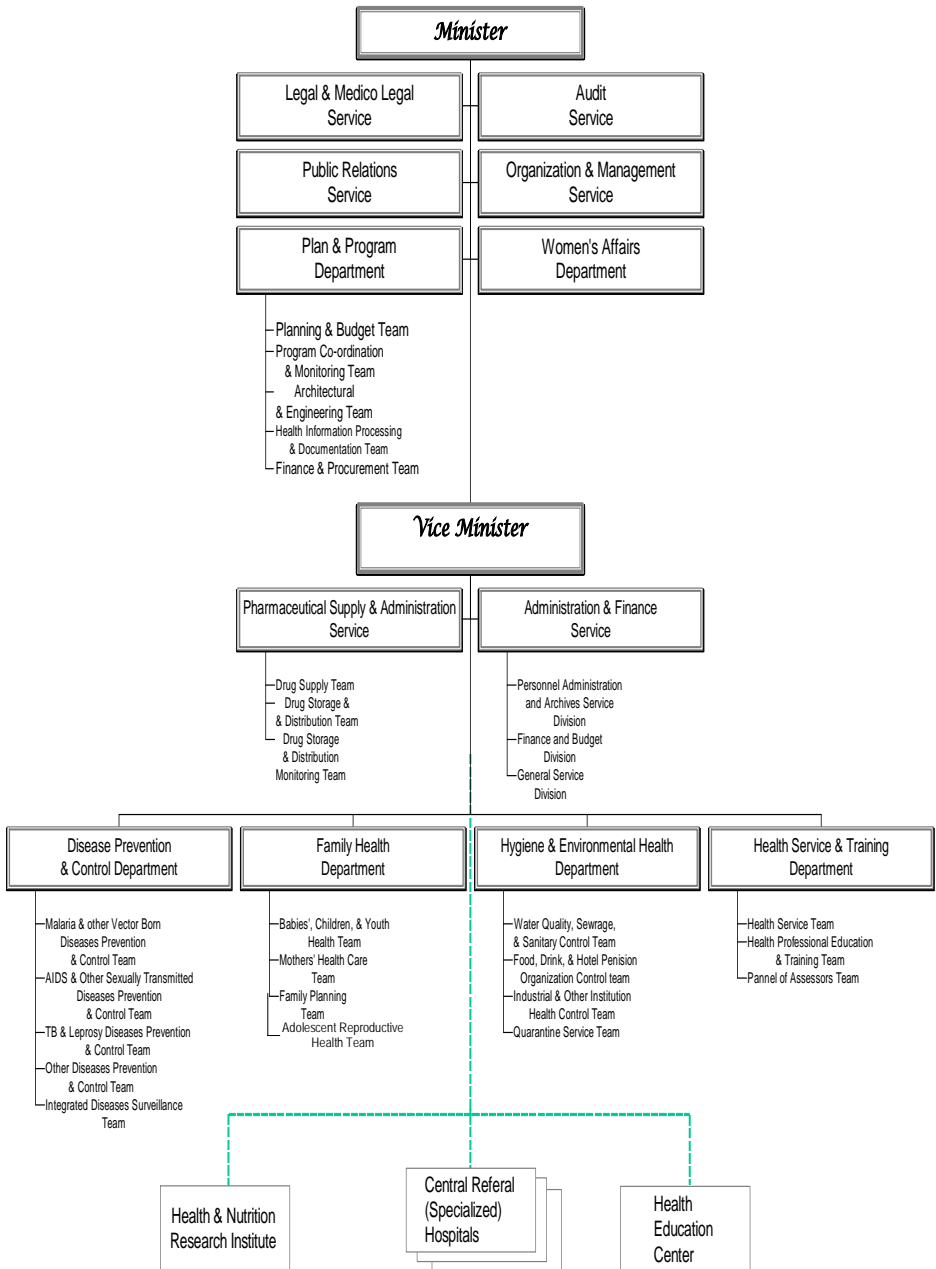 Minister
Legal & Medico Legal
Service
Audit
Service
Public Relations
Service
Organization & Management
Service
Plan & Program
Department
Women's Affairs
Department
Planning & Budget Team
Program Co-ordination
& Monitoring Team
Architectural
& Engineering Team
Health Information Processing
& Documentation Team
Finance & Procurement Team
Vice Minister
Pharmaceutical Supply & Administration
Service
Administration & Finance
Service
Drug Supply Team
Drug Storage &
& Distribution Team
Drug Storage
& Distribution
Monitoring Team
Personnel Administration
and Archives Service
Division
Finance and Budget
Division
General Service
Division
Disease Prevention
& Control Department
Family Health
Department
Hygiene & Environmental Health
Department
Health Service & Training
Department
Malaria & other Vector Born
Diseases Prevention
& Control Team
AIDS & Other Sexually Transmitted
Diseases Prevention
& Control Team
TB & Leprosy Diseases Prevention
& Control Team
Other Diseases Prevention
& Control Team
Integrated Diseases Surveillance
Team
Babies', Children, & Youth
Health Team
Mothers' Health Care
Team
Family Planning
Team
Adolescent Reproductive
Health Team
Water Quality, Sewrage,
& Sanitary Control Team
Food, Drink, & Hotel Penision
Organization Control team
Industrial & Other Institution
Health Control Team
Quarantine Service Team
Health Service Team
Health Professional Education
& Training Team
Pannel of Assessors Team
Health & Nutrition
Research Institute
Central Referal
(Specialized)
Hospitals
Health
Education
Center